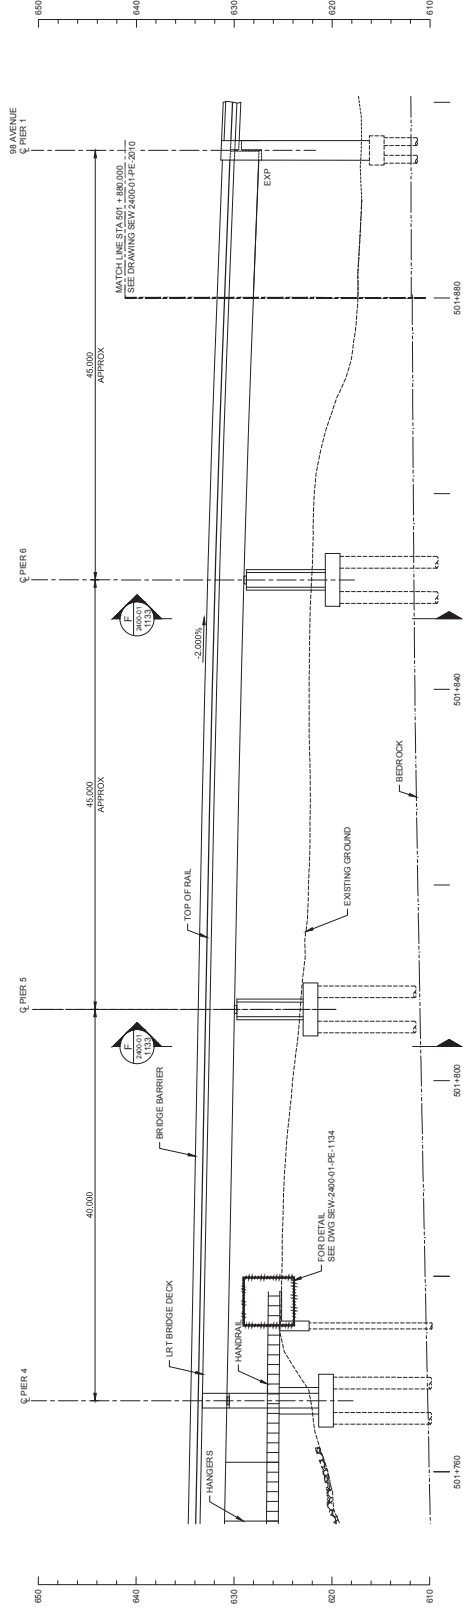 650
640
630
620
610
℄ PIER 4
℄ PIER 5
℄ PIER 6
98 AVENUE
℄ PIER 1
40.000
45.000
APPROX
45.000
APPROX
MATCH LINE STA 501 + 880.000
SEE DRAWING SEW 2400-01-PE-2010
F
2400-01
1133
F
2400-01
1133
HANGERS
LRT BRIDGE DECK
BRIDGE BARRIER
TOP OF RAIL
-2.000%
EXP
HANDRAIL
FOR DETAIL
SEE DWG SEW-2400-01-PE-1134
EXISTING GROUND
BEDROCK
501+760
501+800
501+840
501+880
650
640
630
620
610